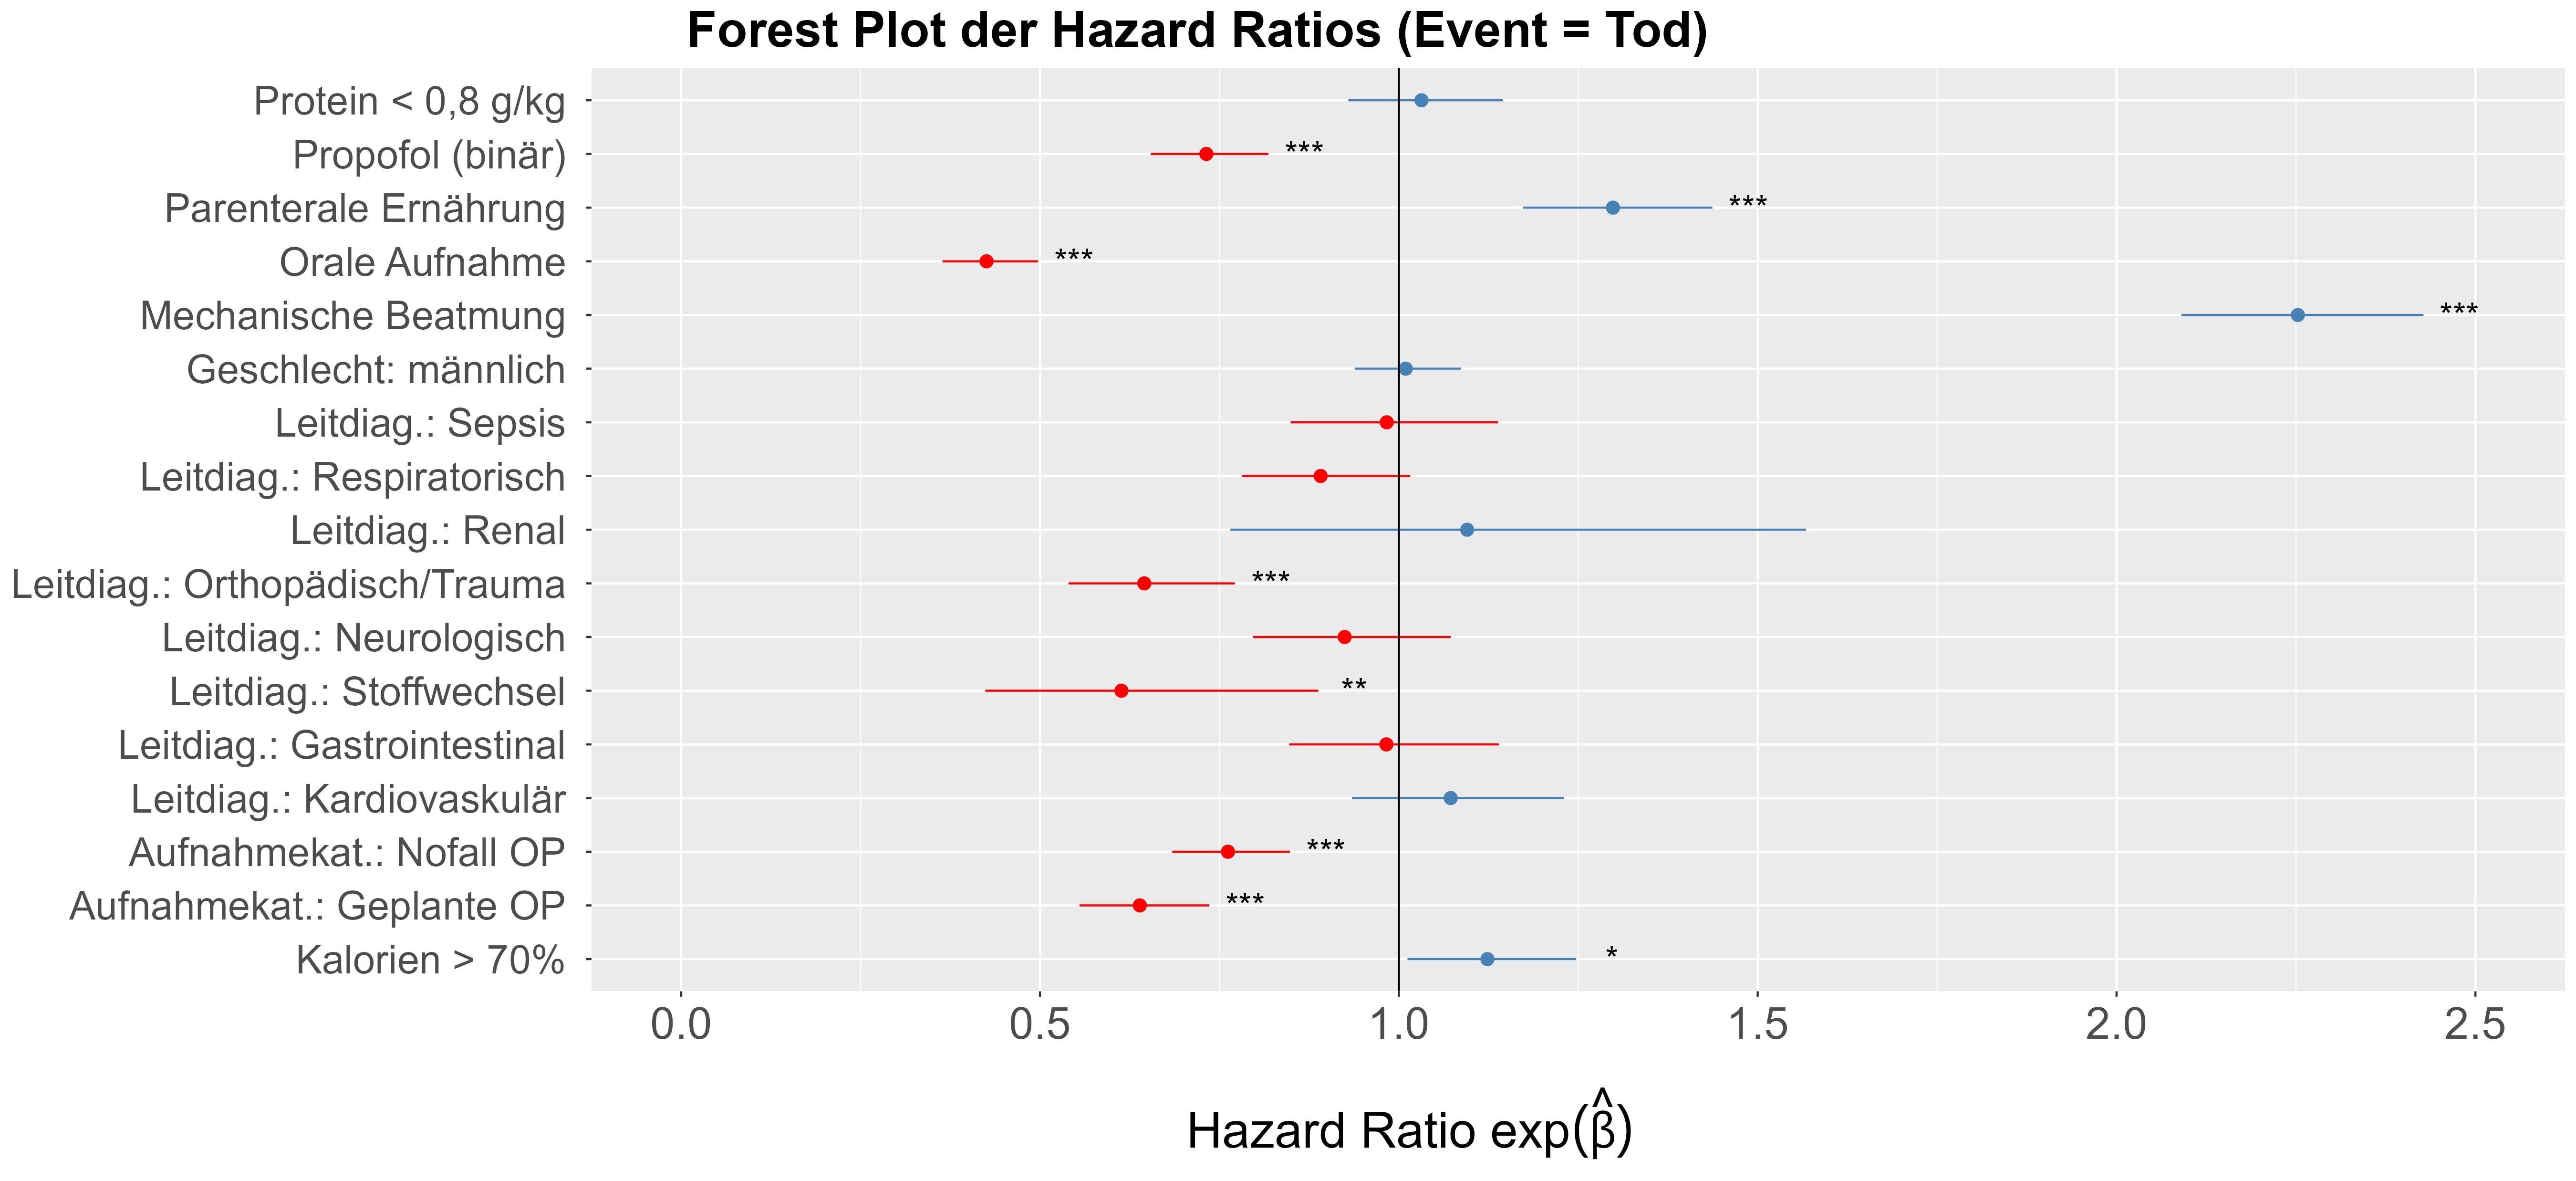 Forest Plot der Hazard Ratios (Event = Tod)
Protein < 0,8 g/kg
Propofol (binär) ***
Parenterale Ernährung ***
Orale Aufnahme ***
Mechanische Beatmung ***
Geschlecht: männlich
Leitdiag.: Sepsis
Leitdiag.: Respiratorisch
Leitdiag.: Renal
Leitdiag.: Orthopädisch/Trauma ***
Leitdiag.: Neurologisch
Leitdiag.: Stoffwechsel **
Leitdiag.: Gastrointestinal
Leitdiag.: Kardiovaskulär
Aufnahmekat.: Nofall OP ***
Aufnahmekat.: Geplante OP ***
Kalorien > 70% *
0.0 0.5 1.0 1.5 2.0 2.5
Hazard Ratio exp(β̂)